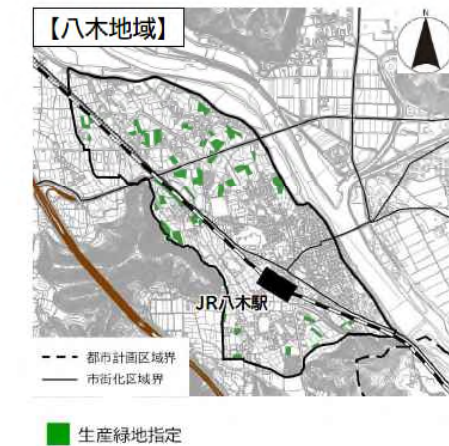 【八木地域】
N
JR八木駅
都市計画区域界
市街化区域界
生産緑地指定